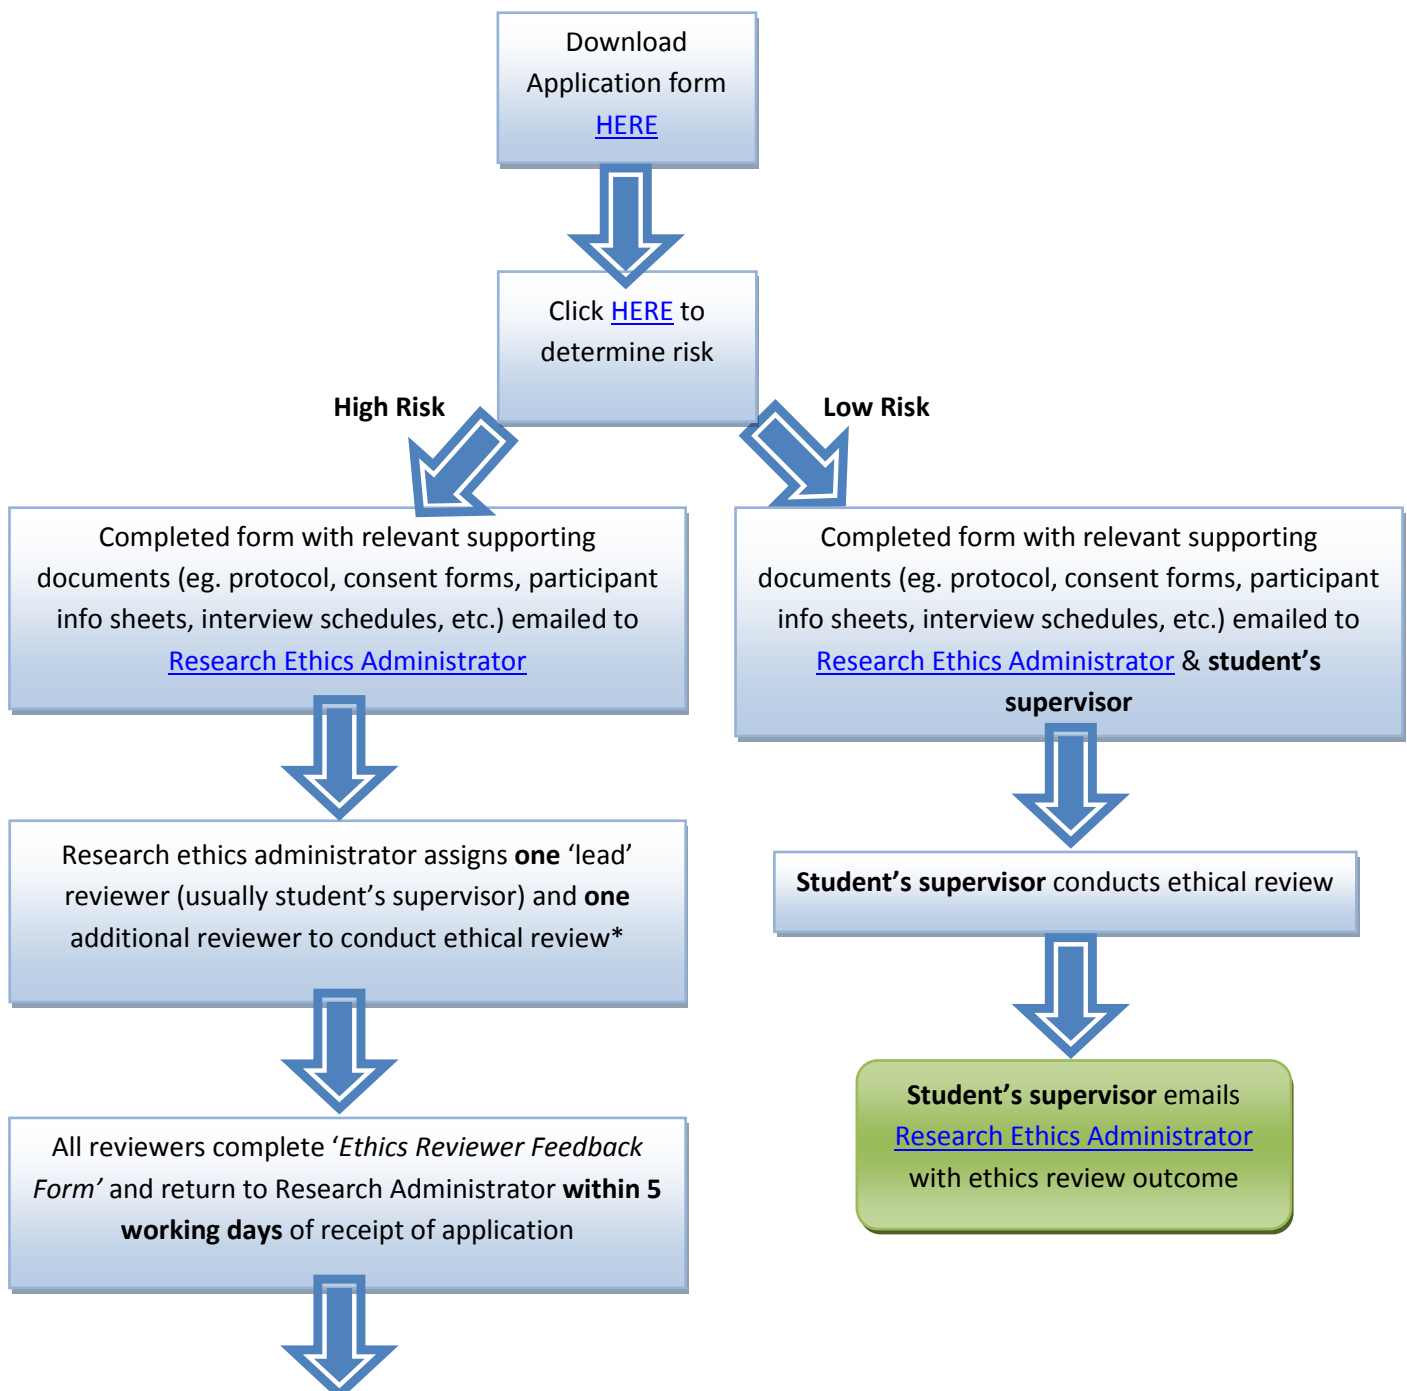 Download
Application form
HERE
Click HERE to
determine risk
High Risk
Low Risk
Completed form with relevant supporting
documents (eg. protocol, consent forms, participant
info sheets, interview schedules, etc.) emailed to
Research Ethics Administrator
Completed form with relevant supporting
documents (eg. protocol, consent forms, participant
info sheets, interview schedules, etc.) emailed to
Research Ethics Administrator & student’s
supervisor
Research ethics administrator assigns one ‘lead’
reviewer (usually student’s supervisor) and one
additional reviewer to conduct ethical review*
Student’s supervisor conducts ethical review
All reviewers complete ‘Ethics Reviewer Feedback
Form’ and return to Research Administrator within 5
working days of receipt of application
Student’s supervisor emails
Research Ethics Administrator
with ethics review outcome